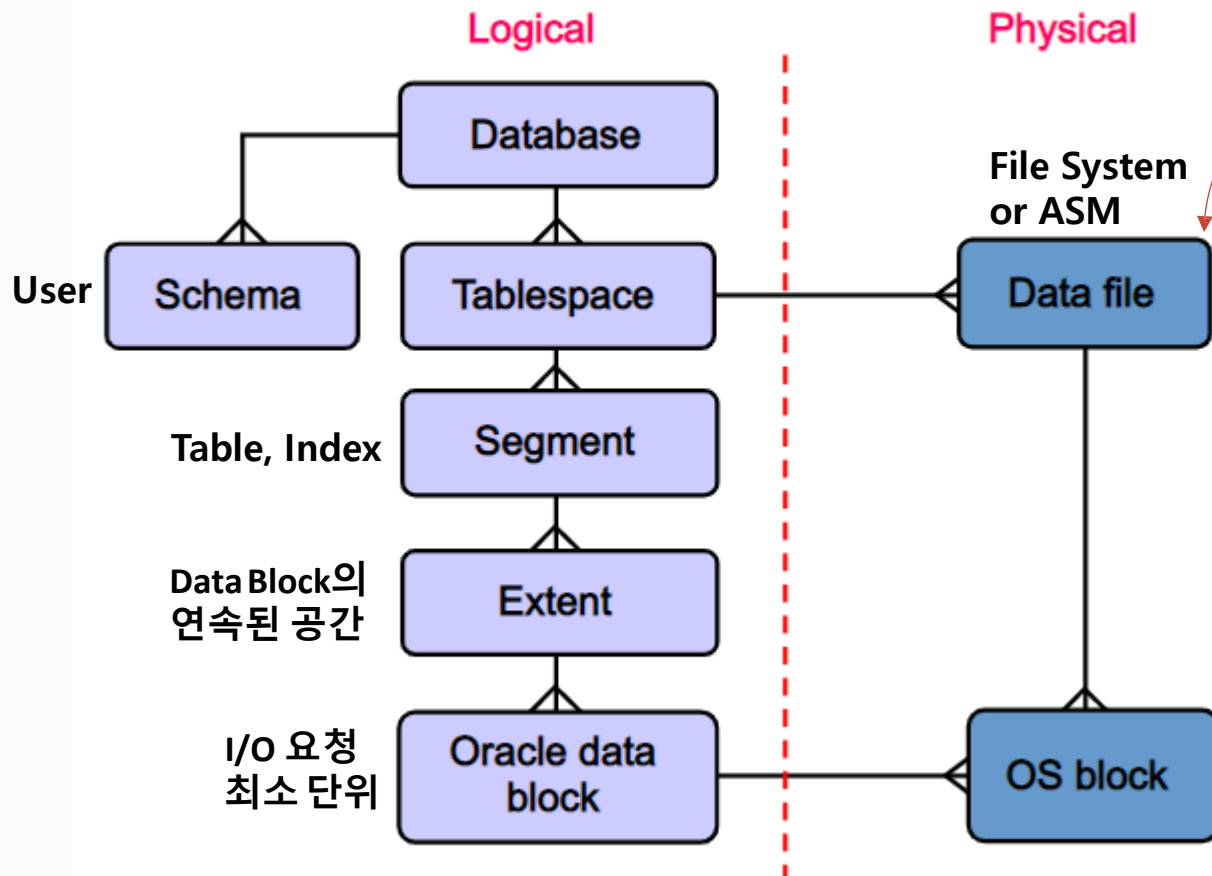 Logical
Physical
Database
File System
or ASM
User
Schema
Tablespace
Data file
Table, Index
Segment
Data Block의
연속된 공간
Extent
I/O 요청
최소 단위
Oracle data
block
OS block